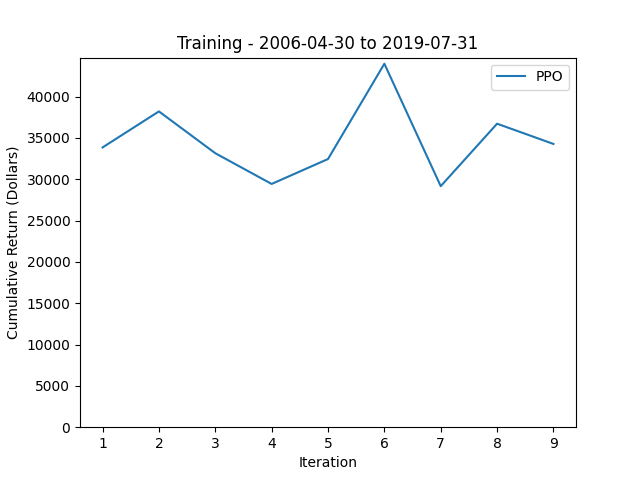 Training - 2006-04-30 to 2019-07-31
PPO
Cumulative Return (Dollars)
40000
35000
30000
25000
20000
15000
10000
5000
0
1 2 3 4 5 6 7 8 9
Iteration